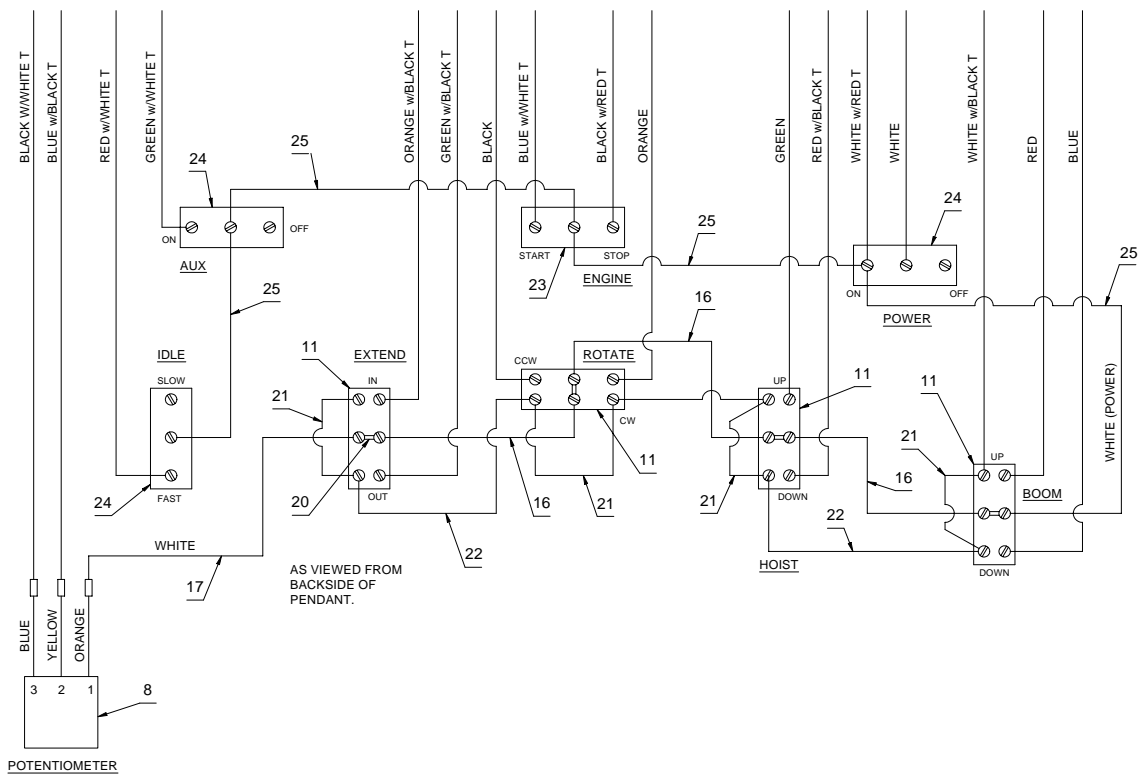 BLACK W/WHITE T
BLUE w/BLACK T
RED w/WHITE T
GREEN w/WHITE T
ORANGE w/BLACK T
GREEN w/BLACK T
BLACK
BLUE w/WHITE T
BLACK w/RED T
ORANGE
GREEN
RED w/BLACK T
WHITE w/RED T
WHITE
WHITE w/BLACK T
RED
BLUE
24
25
ON
OFF
AUX
START
STOP
23
ENGINE
25
24
ON
OFF
POWER
25
25
IDLE
SLOW
FAST
24
11
EXTEND
IN
21
OUT
20
16
CCW
ROTATE
CW
11
16
21
22
UP
11
21
DOWN
HOIST
16
22
11
UP
21
BOOM
DOWN
WHITE (POWER)
WHITE
17
AS VIEWED FROM
BACKSIDE OF
PENDANT.
BLUE
YELLOW
ORANGE
3 2 1
8
POTENTIOMETER